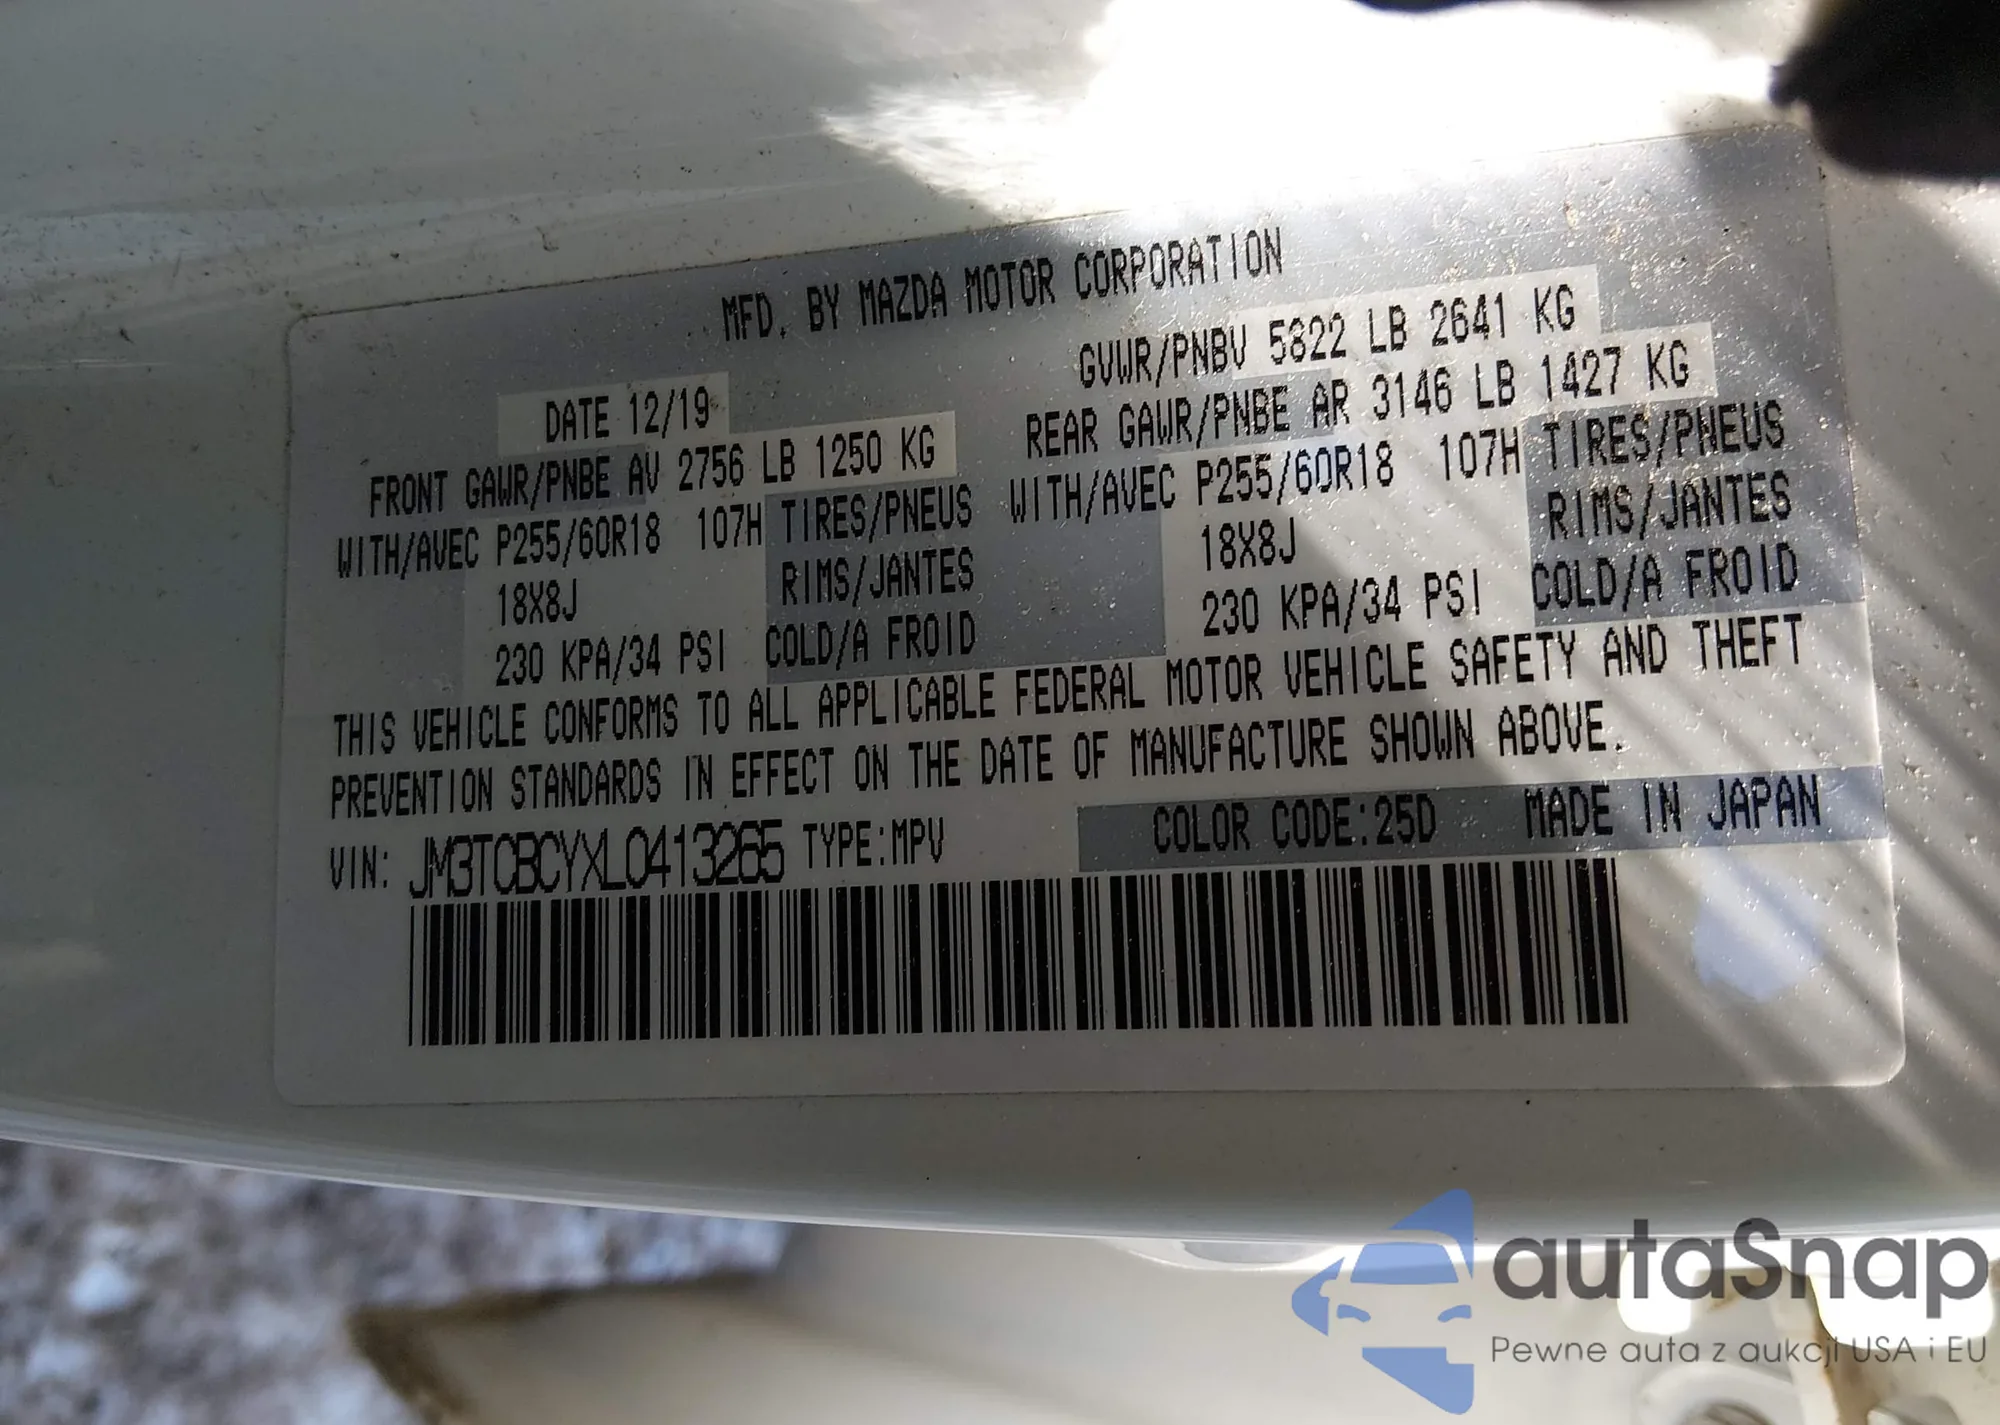 MFD. BY MAZDA MOTOR CORPORATION
DATE 12/19
GVWR/PNBV 5822 LB 2641 KG
FRONT GAWR/PNBE AV 2756 LB 1250 KG
REAR GAWR/PNBE AR 3146 LB 1427 KG
WITH/AVEC P255/60R18 107H TIRES/PNEUS
WITH/AVEC P255/60R18 107H TIRES/PNEUS
18X8J RIMS/JANTES
18X8J RIMS/JANTES
230 KPA/34 PSI COLD/A FROID
230 KPA/34 PSI COLD/A FROID
THIS VEHICLE CONFORMS TO ALL APPLICABLE FEDERAL MOTOR VEHICLE SAFETY AND THEFT
PREVENTION STANDARDS IN EFFECT ON THE DATE OF MANUFACTURE SHOWN ABOVE.
VIN: JM3TCBCYXL0413265 TYPE:MPV COLOR CODE:25D MADE IN JAPAN
autaSnap
Pewne auta z aukcji USA i EU